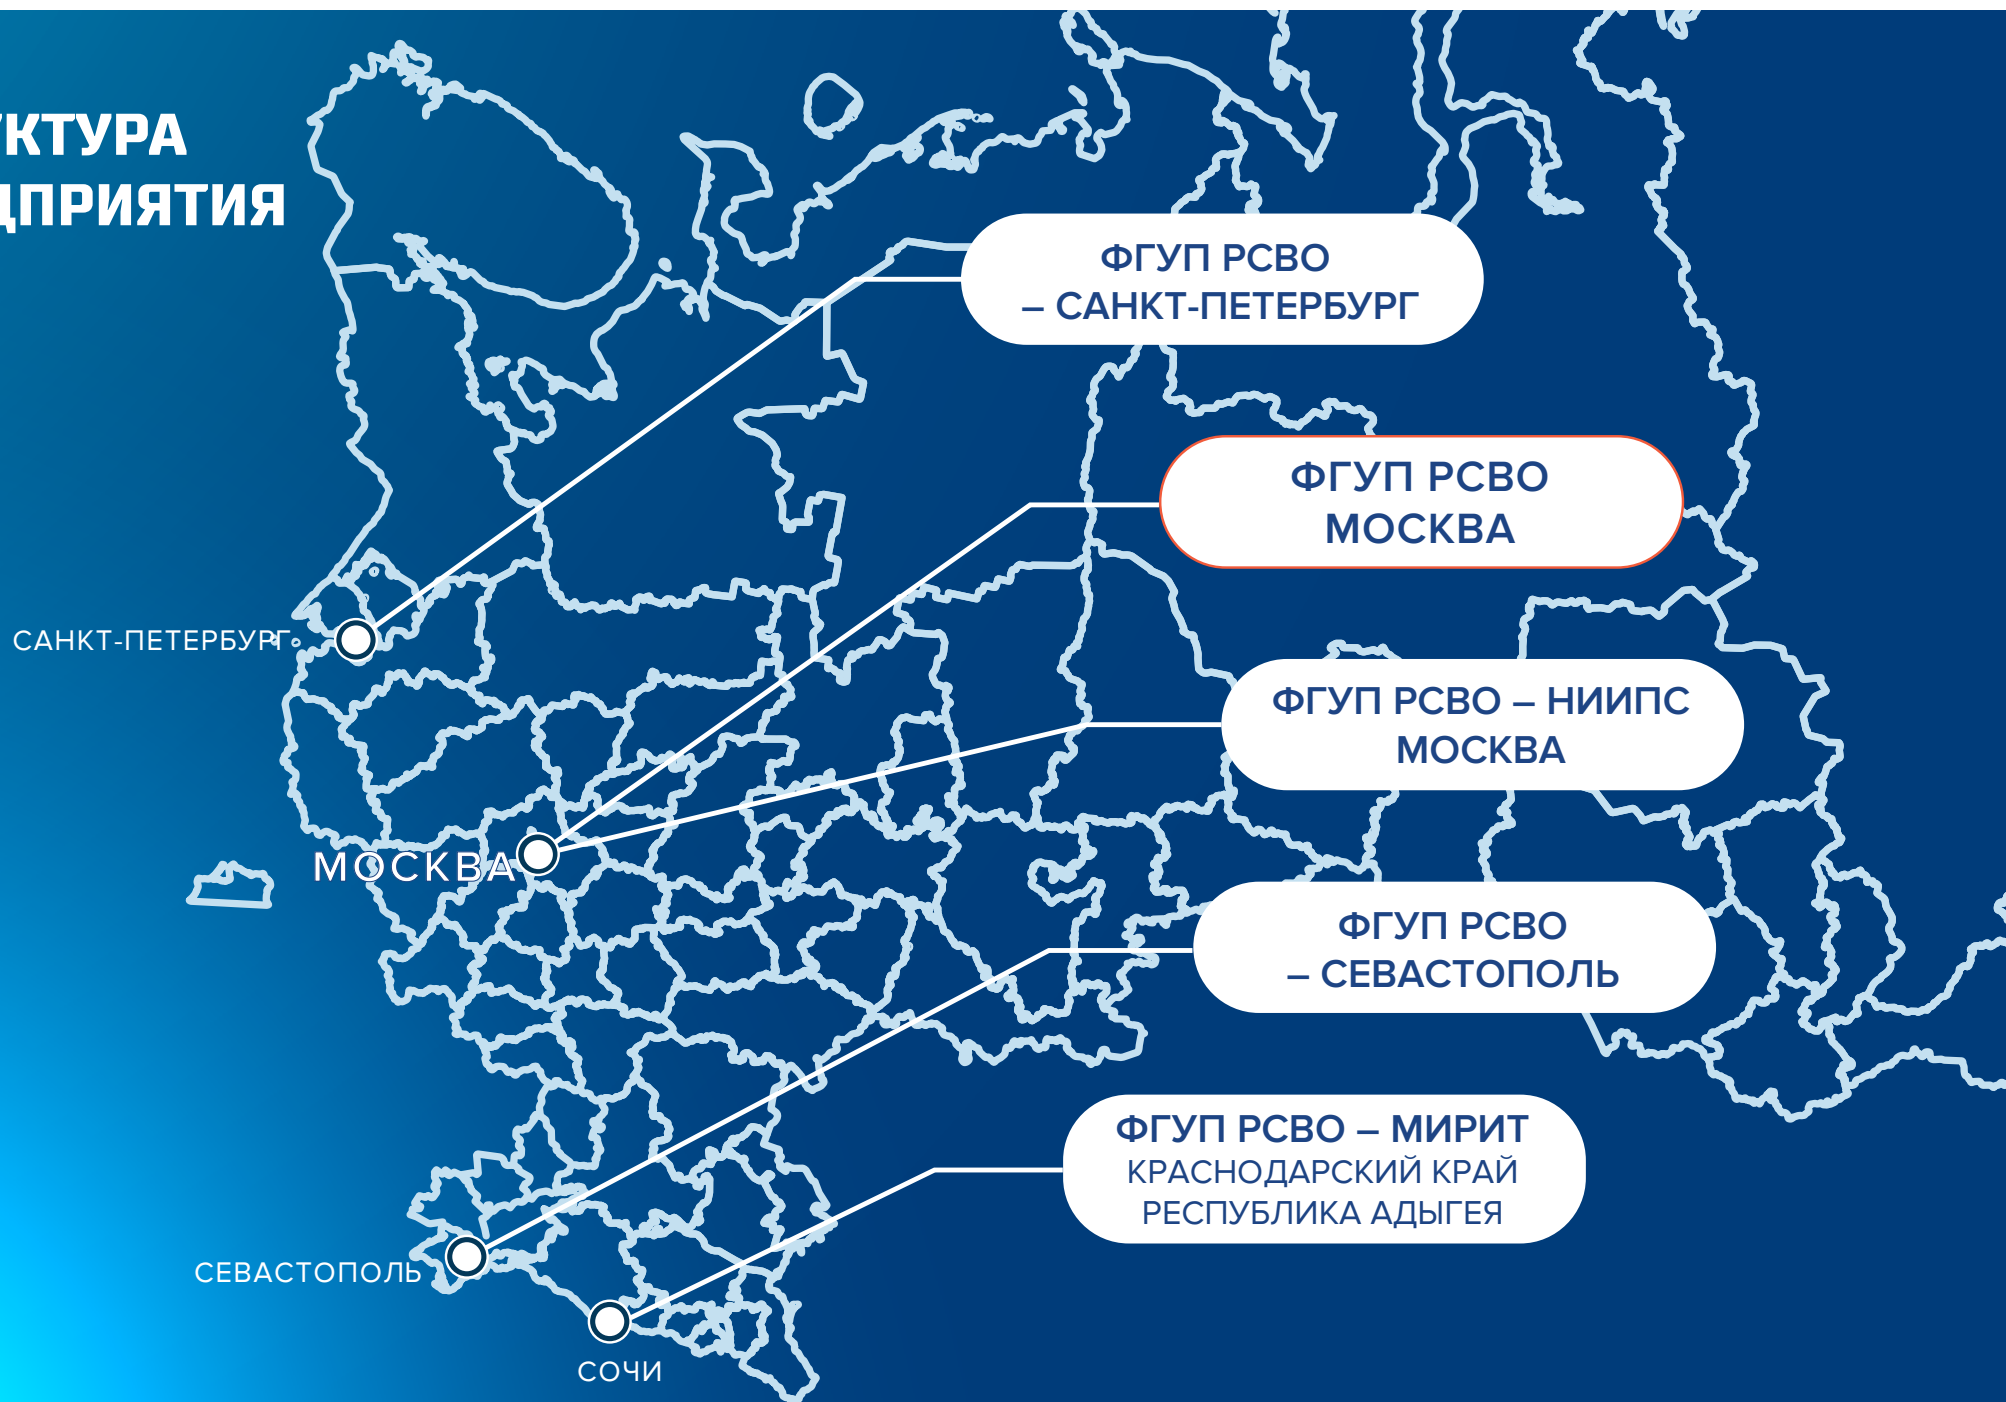 УКТУРА
ДПРИЯТИЯ
ФГУП РСВО
– САНКТ-ПЕТЕРБУРГ
ФГУП РСВО
МОСКВА
САНКТ-ПЕТЕРБУРГ
ФГУП РСВО – НИИПС
МОСКВА
МОСКВА
ФГУП РСВО
– СЕВАСТОПОЛЬ
ФГУП РСВО – МИРИТ
КРАСНОДАРСКИЙ КРАЙ
РЕСПУБЛИКА АДЫГЕЯ
СЕВАСТОПОЛЬ
СОЧИ